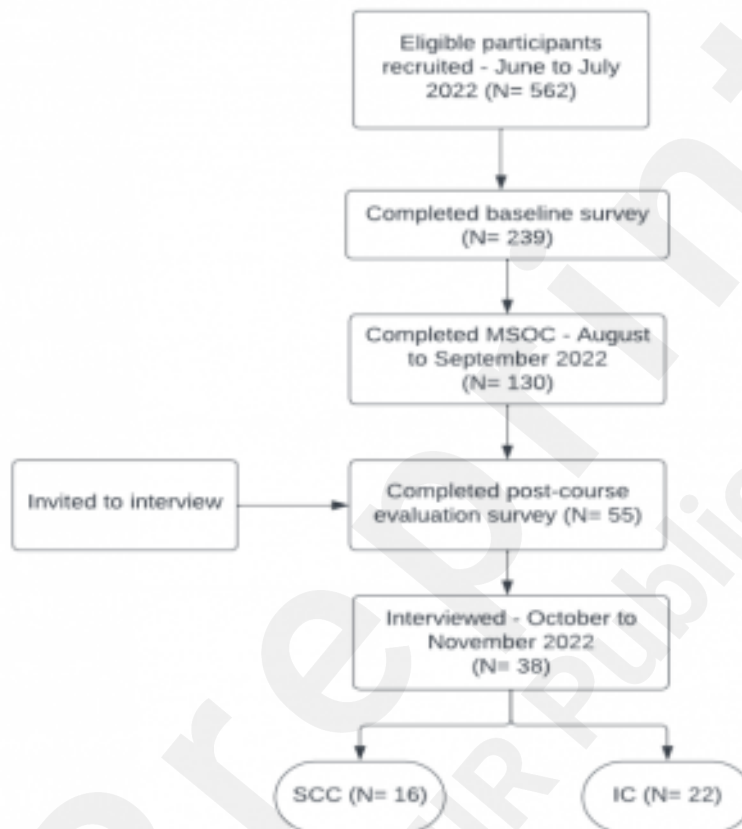 Eligible participants
recruited - June to July
2022 (N= 562)
Completed baseline survey
(N= 239)
Completed MSOC - August
to September 2022
(N= 130)
Invited to interview
Completed post-course
evaluation survey (N= 55)
Interviewed - October to
November 2022
(N= 38)
SCC (N= 16)
IC (N= 22)